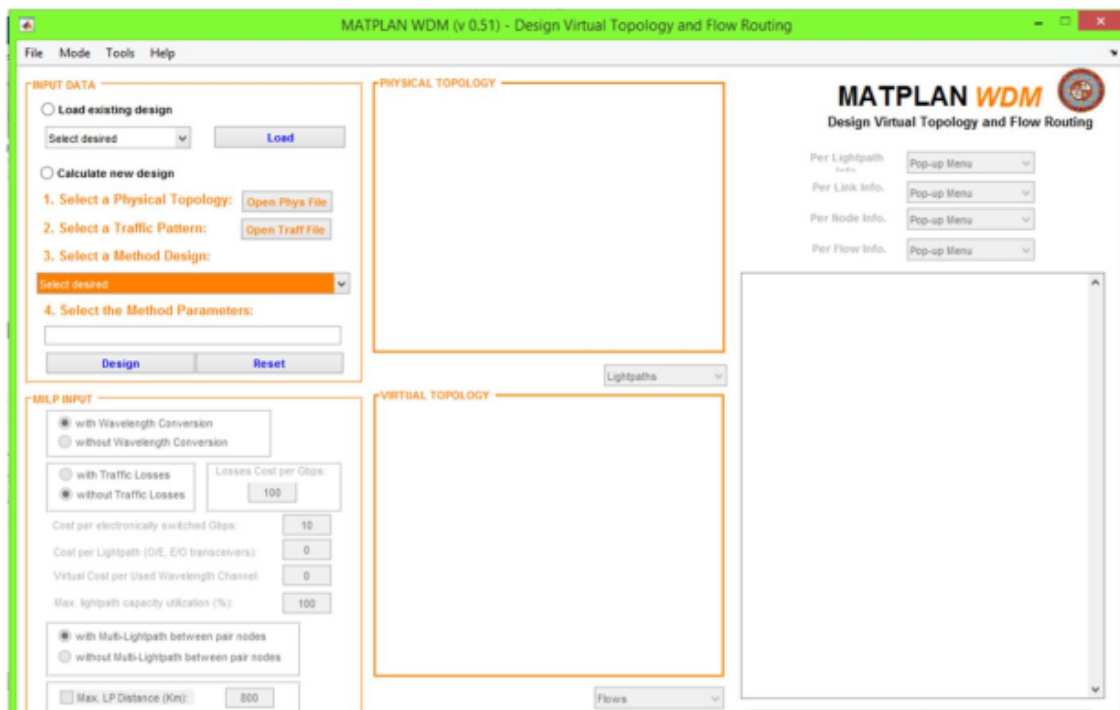 MATPLAN WDM (v 0.51) - Design Virtual Topology and Flow Routing
File Mode Tools Help
INPUT DATA
Load existing design
Select desired
Load
Calculate new design
1. Select a Physical Topology:
Open Phys File
2. Select a Traffic Pattern:
Open Traff File
3. Select a Method Design:
Select desired
4. Select the Method Parameters:
Design
Reset
MILP INPUT
with Wavelength Conversion
without Wavelength Conversion
with Traffic Losses
without Traffic Losses
Losses Cost per Gbps:
100
Cost per electronically switched Gbps:
10
Cost per Lightpath (O/E, E/O transceivers):
0
Virtual Cost per Used Wavelength Channel:
0
Max. lightpath capacity utilization (%):
100
with Multi-Lightpath between pair nodes
without Multi-Lightpath between pair nodes
Max. LP Distance (Km):
800
PHYSICAL TOPOLOGY
Lightpaths
VIRTUAL TOPOLOGY
Flows
MATPLAN WDM
Design Virtual Topology and Flow Routing
Per Lightpath
Pop-up Menu
Per Link Info.
Pop-up Menu
Per Node Info.
Pop-up Menu
Per Flow Info.
Pop-up Menu